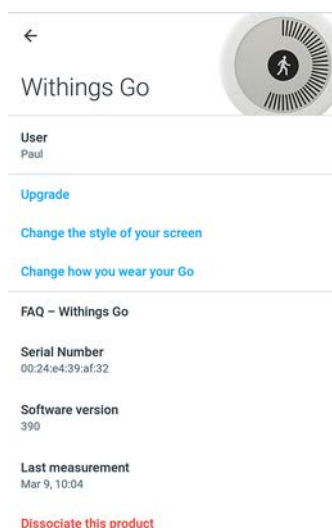 Withings Go
User
Paul
Upgrade
Change the style of your screen
Change how you wear your Go
FAQ – Withings Go
Serial Number
00:24:e4:39:af:32
Software version
390
Last measurement
Mar 9, 10:04
Dissociate this product